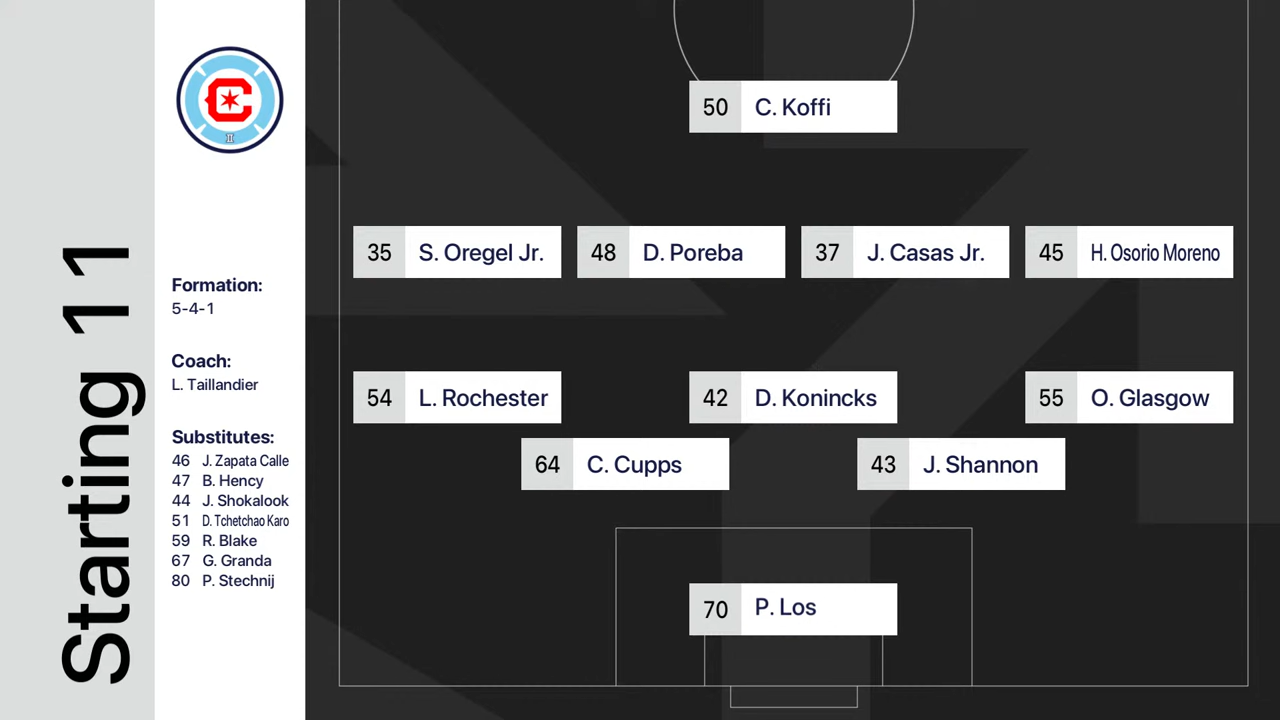 Starting 11
II
Formation:
5-4-1
Coach:
L. Taillandier
Substitutes:
46 J. Zapata Calle
47 B. Hency
44 J. Shokalook
51 D. Tchetchao Karo
59 R. Blake
67 G. Granda
80 P. Stechnij
50 C. Koffi
35 S. Oregel Jr.
48 D. Poreba
37 J. Casas Jr.
45 H. Osorio Moreno
54 L. Rochester
42 D. Konincks
55 O. Glasgow
64 C. Cupps
43 J. Shannon
70 P. Los